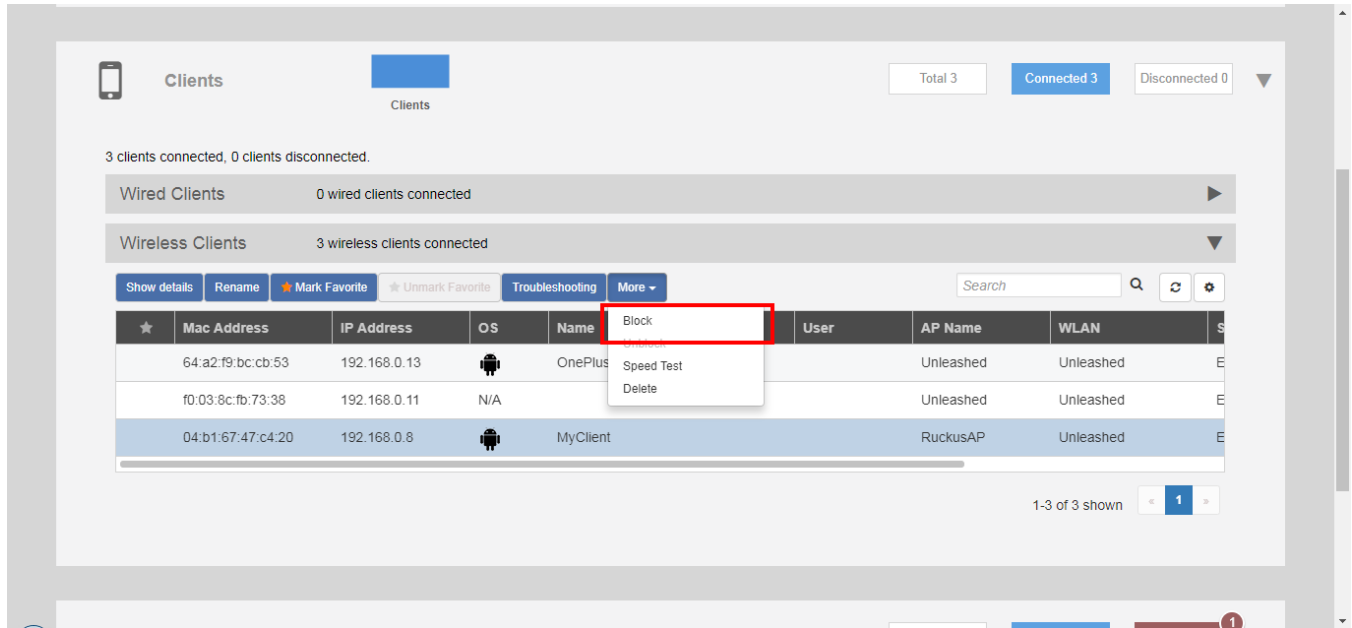 Clients
Clients
Total 3
Connected 3
Disconnected 0
3 clients connected, 0 clients disconnected.
Wired Clients 0 wired clients connected
Wireless Clients 3 wireless clients connected
Show details Rename Mark Favorite Unmark Favorite Troubleshooting More Search
Mac Address IP Address OS Name User AP Name WLAN S
Block
Unblock
Speed Test
Delete
64:a2:f9:bc:cb:53 192.168.0.13 OnePlus Unleashed Unleashed E
f0:03:8c:fb:73:38 192.168.0.11 N/A Unleashed Unleashed E
04:b1:67:47:c4:20 192.168.0.8 MyClient RuckusAP Unleashed E
1-3 of 3 shown « 1 »
1